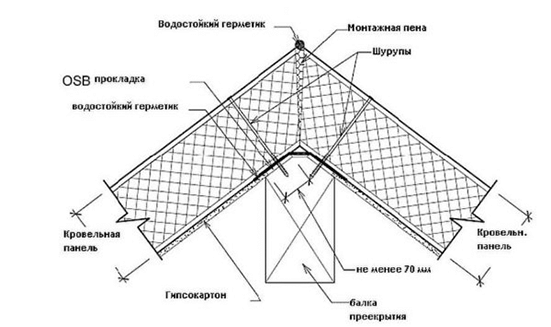 Водостойкий герметик
Монтажная пена
Шурупы
OSB прокладка
водостойкий герметик
Кровельная
панель
Кровельн.
панель
не менее 70 мм
Гипсокартон
балка
преекрытия